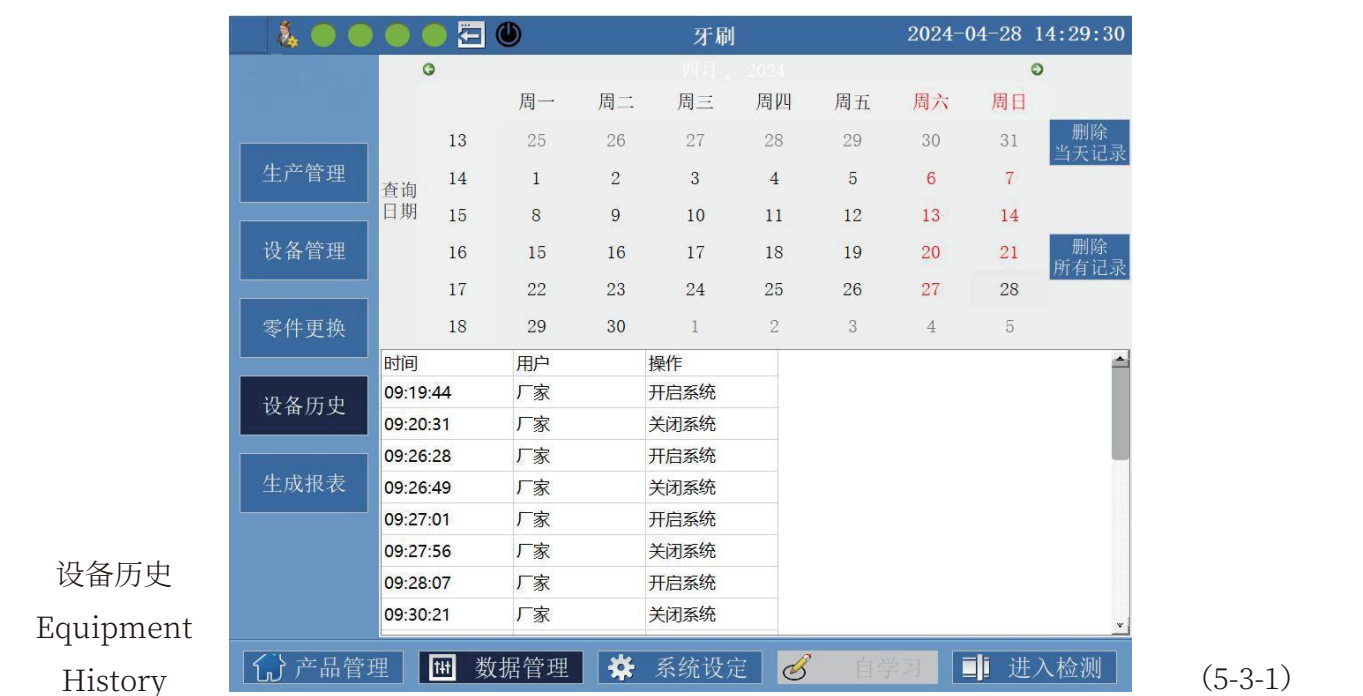 牙刷 2024-04-28 14:29:30
四月， 2024
周一 周二 周三 周四 周五 周六 周日
13 25 26 27 28 29 30 31
删除
当天记录
生产管理
查询
日期
14 1 2 3 4 5 6 7
15 8 9 10 11 12 13 14
设备管理
16 15 16 17 18 19 20 21
删除
所有记录
17 22 23 24 25 26 27 28
零件更换
18 29 30 1 2 3 4 5
时间 用户 操作
09:19:44 厂家 开启系统
设备历史
09:20:31 厂家 关闭系统
09:26:28 厂家 开启系统
生成报表
09:26:49 厂家 关闭系统
09:27:01 厂家 开启系统
09:27:56 厂家 关闭系统
09:28:07 厂家 开启系统
09:30:21 厂家 关闭系统
产品管理 数据管理 系统设定 自学习 进入检测
设备历史
Equipment
History
（5-3-1）